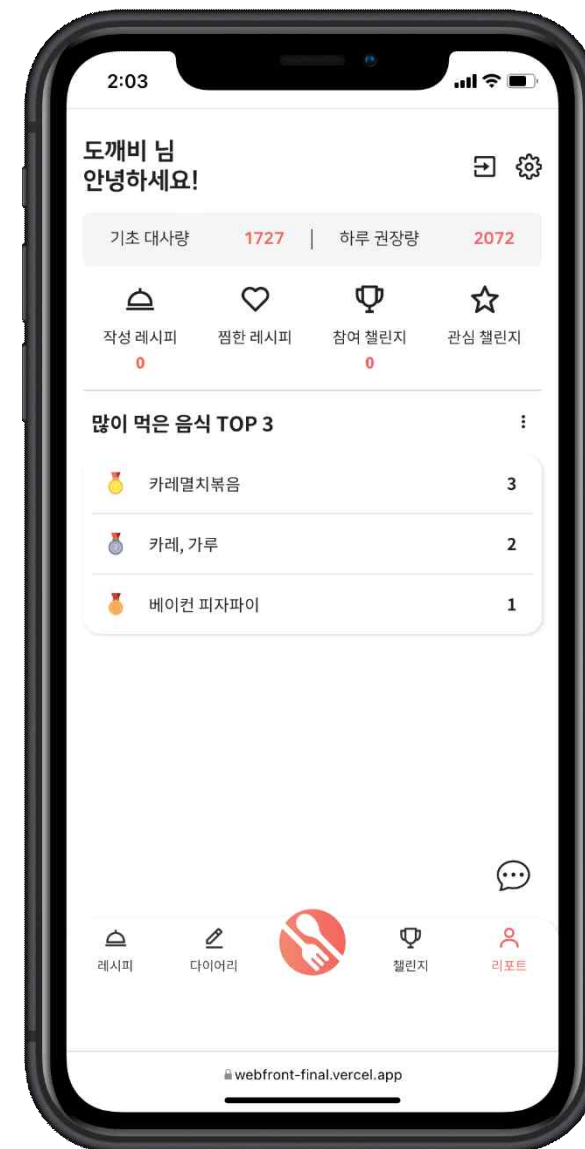 2:03
도깨비 님
안녕하세요!
기초 대사량 1727 | 하루 권장량 2072
작성 레시피 찜한 레시피 참여 챌린지 관심 챌린지
0 0
많이 먹은 음식 TOP 3
카레멸치볶음 3
카레, 가루 2
베이컨 피자파이 1
레시피 다이어리 챌린지 리포트
webfront-final.vercel.app